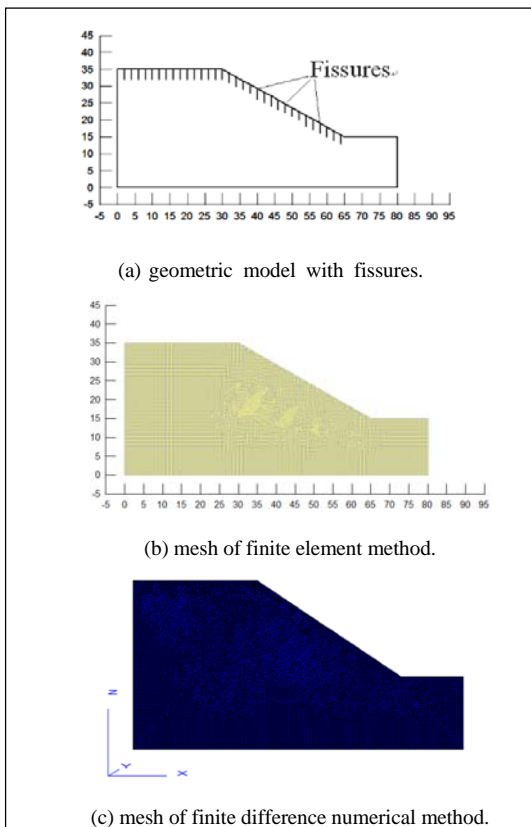 45
40
35
30
25
20
15
10
5
0
-5
Fissures
-5 0 5 10 15 20 25 30 35 40 45 50 55 60 65 70 75 80 85 90 95
(a) geometric model with fissures.
45
40
35
30
25
20
15
10
5
0
-5
-5 0 5 10 15 20 25 30 35 40 45 50 55 60 65 70 75 80 85 90 95
(b) mesh of finite element method.
Z
Y
X
(c) mesh of finite difference numerical method.